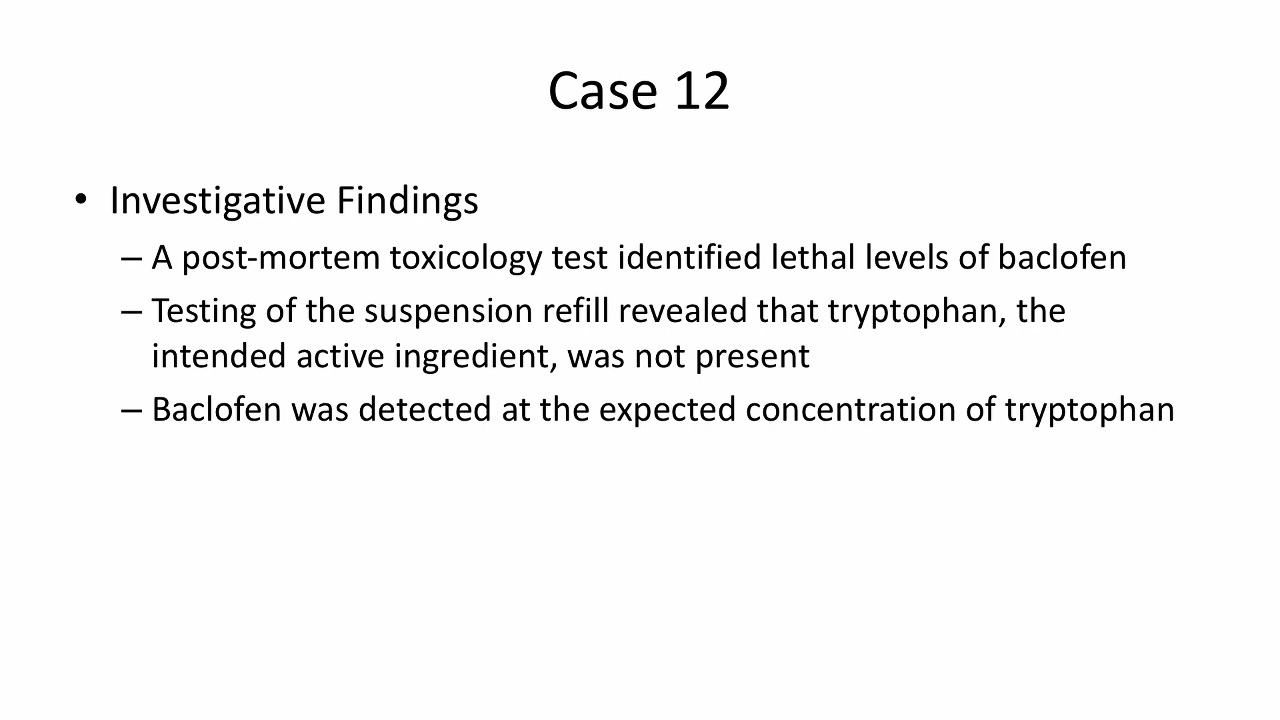 Case 12
• Investigative Findings
– A post-mortem toxicology test identified lethal levels of baclofen
– Testing of the suspension refill revealed that tryptophan, the
intended active ingredient, was not present
– Baclofen was detected at the expected concentration of tryptophan